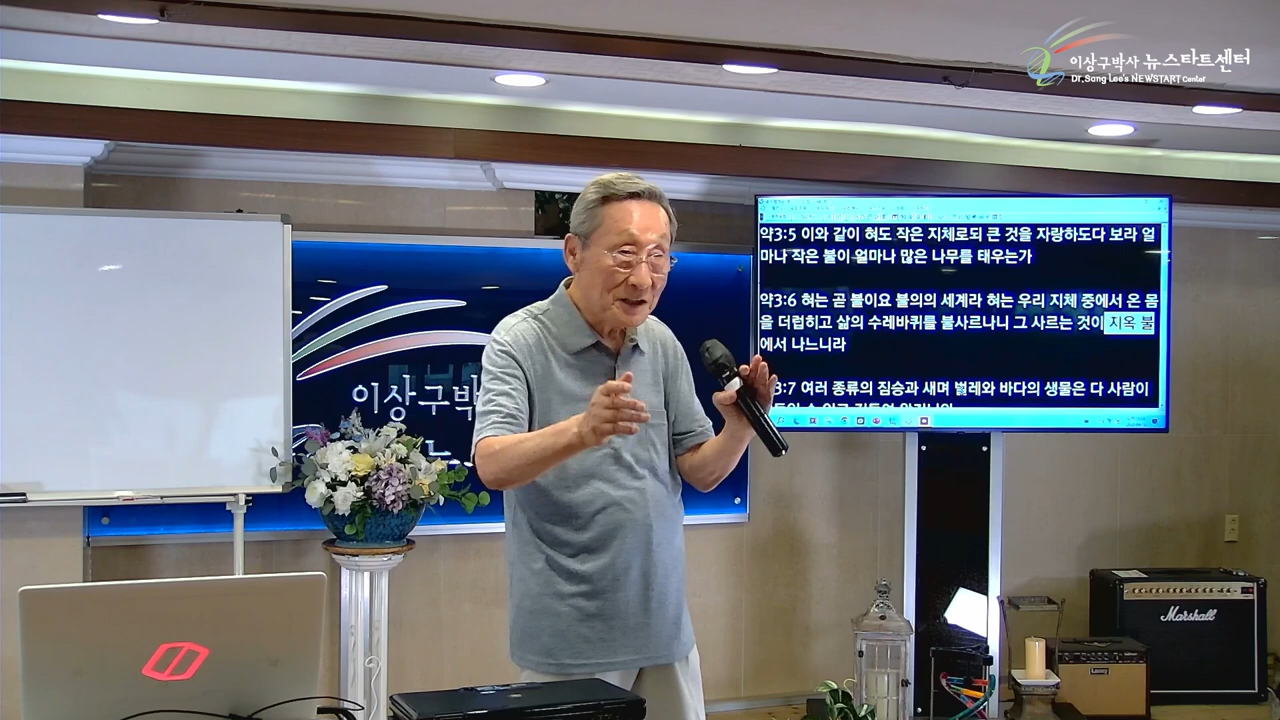 이상구박사 뉴스타트센터
Dr. Sang Lee's NEWSTART Center
약3:5 이와 같이 혀도 작은 지체로되 큰 것을 자랑하도다 보라 얼
마나 작은 불이 얼마나 많은 나무를 태우는가
약3:6 혀는 곧 불이요 불의의 세계라 혀는 우리 지체 중에서 온 몸
을 더럽히고 삶의 수레바퀴를 불사르나니 그 사르는 것이 지옥 불
에서 나느니라
3:7 여러 종류의 짐승과 새며 벌레와 바다의 생물은 다 사람이
이상구박
Marshall
Laney